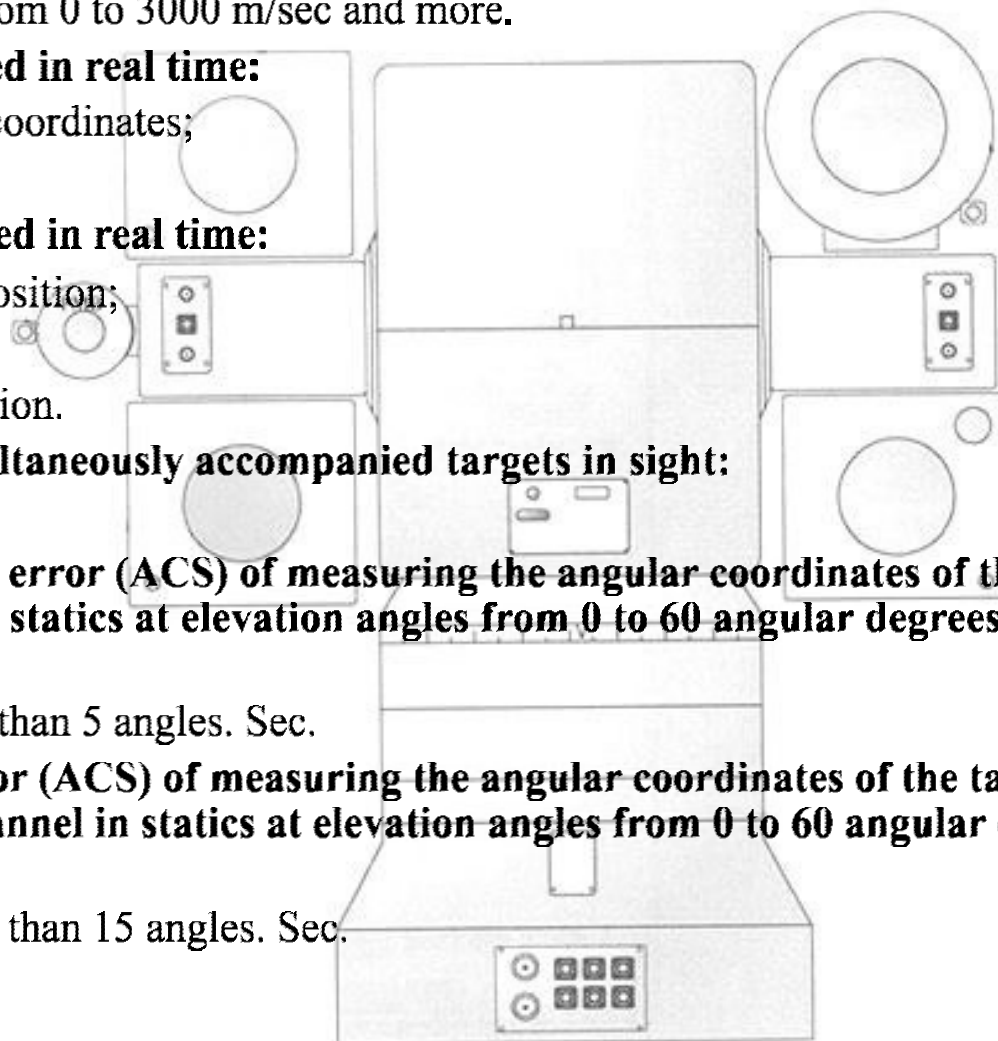 om 0 to 3000 m/sec and more.
ed in real time:
coordinates;
ed in real time:
osition;
ion.
ltaneously accompanied targets in sight:
error (ACS) of measuring the angular coordinates of th
statics at elevation angles from 0 to 60 angular degrees
than 5 angles. Sec.
or (ACS) of measuring the angular coordinates of the ta
annel in statics at elevation angles from 0 to 60 angular
than 15 angles. Sec.